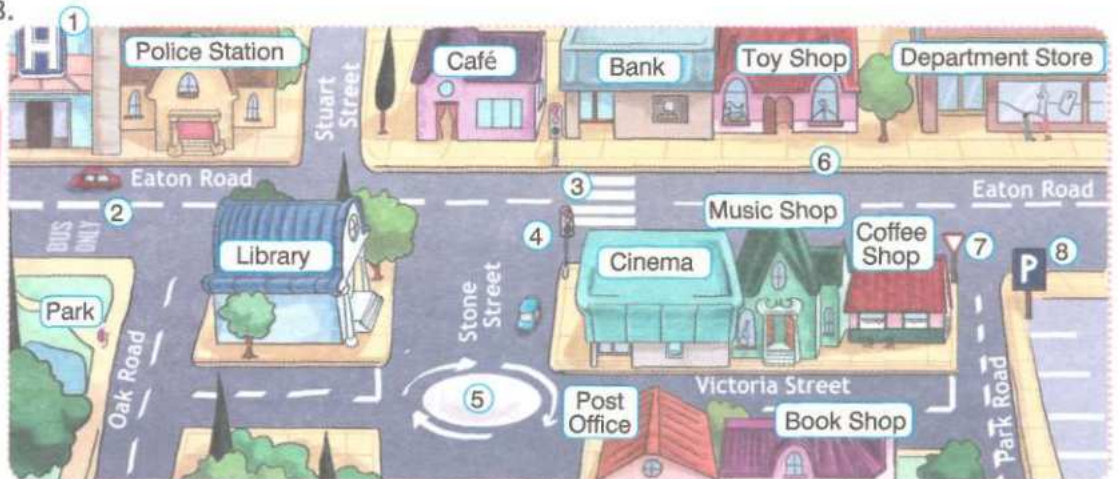 3.
1
H
Police Station
Stuart
Street
Café
Bank
Toy Shop
Department Store
Eaton Road
2
BUS
ONLY
3
6
Eaton Road
4
Library
Music Shop
Cinema
Coffee
Shop
7
P
8
Park
Oak Road
Stone
Street
5
Post
Office
Victoria Street
Book Shop
Park Road